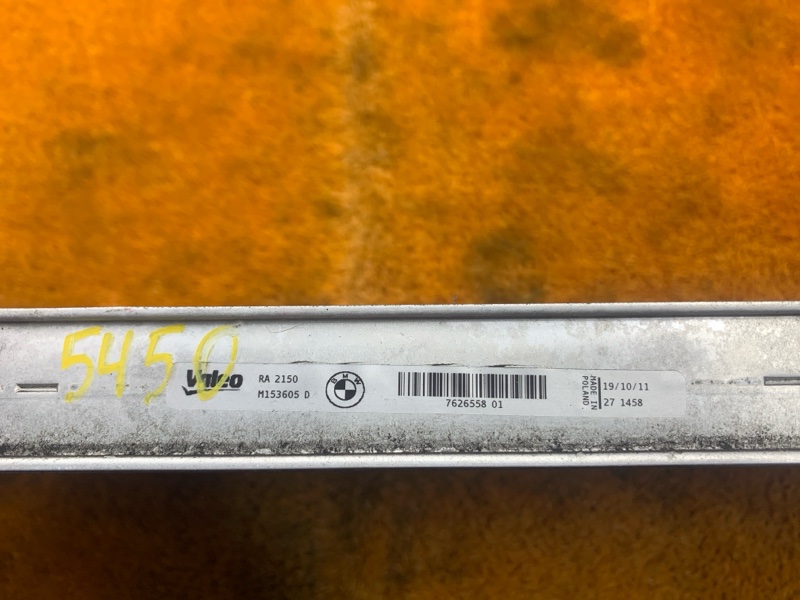 5450
Valeo
RA 2150
M153605 D
BMW
7626558 01
MADE IN
POLAND
19/10/11
27 1458